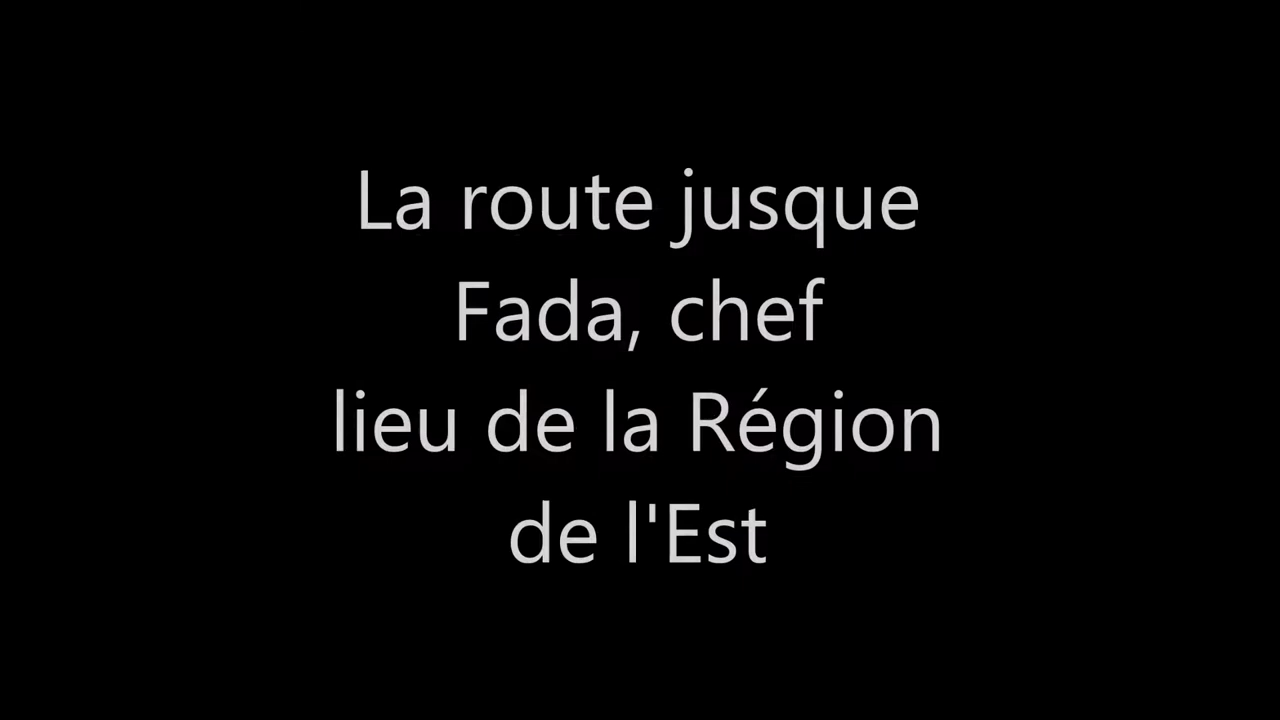 La route jusque
Fada, chef
lieu de la Région
de l'Est